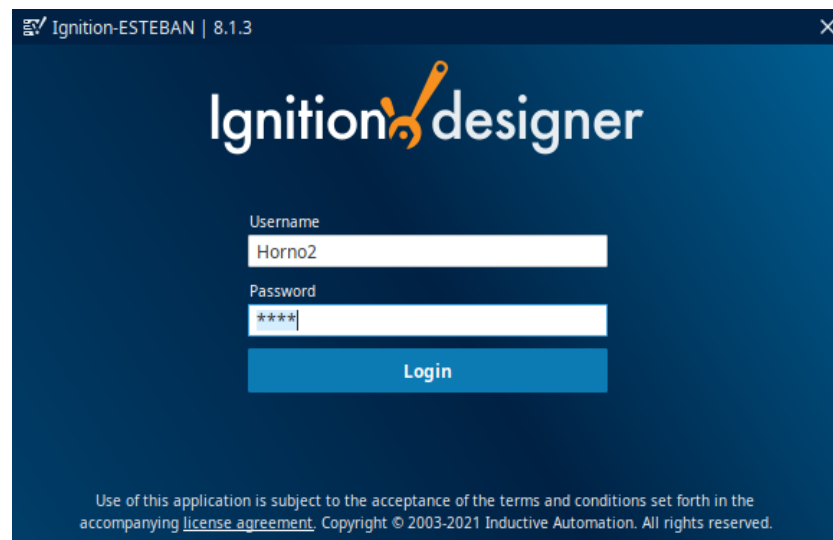 Ignition-ESTEBAN | 8.1.3
Ignition designer
Username
Horno2
Password
****
Login
Use of this application is subject to the acceptance of the terms and conditions set forth in the
accompanying license agreement. Copyright © 2003-2021 Inductive Automation. All rights reserved.